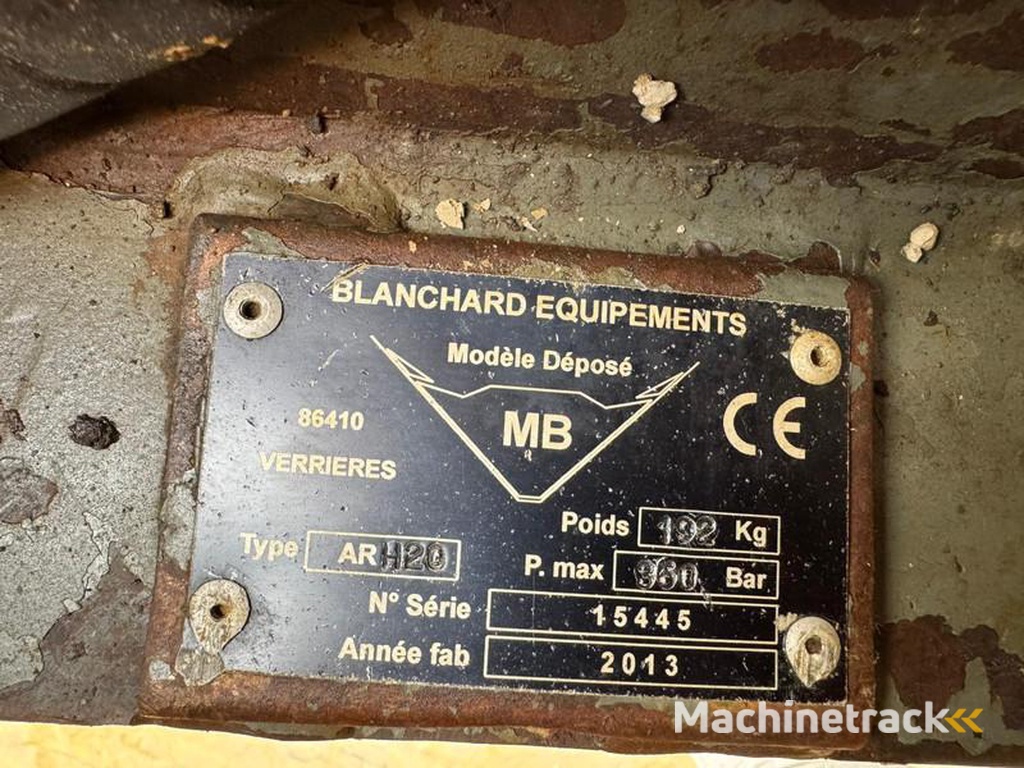 BLANCHARD EQUIPEMENTS
Modèle Déposé
86410
VERRIERES
MB
CE
Poids 192 Kg
Type ARH20
P. max Bar
N° Série 15445
Année fab 2013
Machinetrack